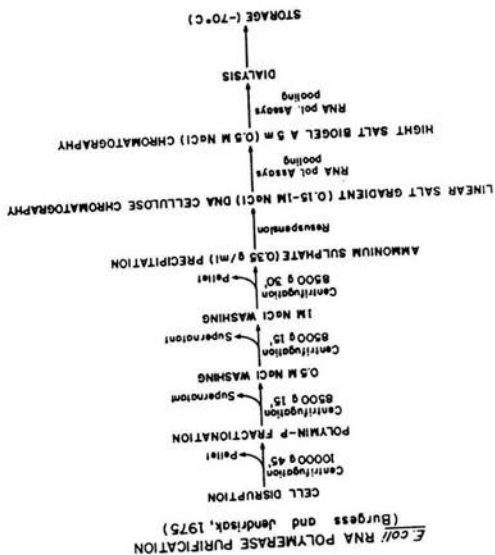 E.coli RNA POLYMERASE PURIFICATION
(Burgess and Jendrisak, 1975)
CELL DISRUPTION
Centrifugation
10000 g 45'
Pellet
POLYMIN-P FRACTIONATION
Centrifugation
8500 g 15'
Supernatant
0.5 M NaCl WASHING
Centrifugation
8500 g 15'
Supernatant
1M NaCl WASHING
Centrifugation
8500 g 30'
Pellet
AMMONIUM SULPHATE (0.35 g/ml) PRECIPITATION
Resuspension
LINEAR SALT GRADIENT (0.15-1M NaCl) DNA CELLULOSE CHROMATOGRAPHY
RNA pol. Assays
pooling
HIGHT SALT BIOGEL A 5 m (0.5 M NaCl) CHROMATOGRAPHY
RNA pol. Assays
pooling
DIALYSIS
STORAGE (-70°C)